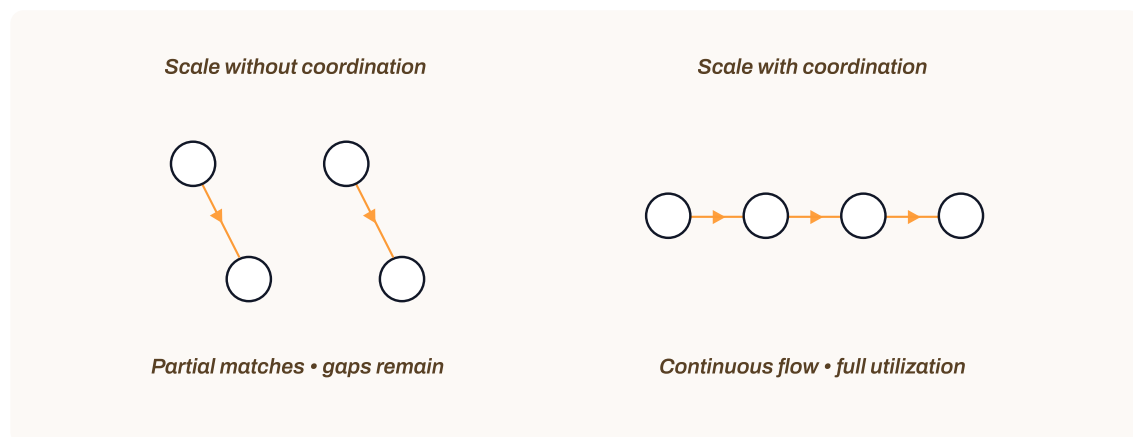 Scale without coordination
Scale with coordination
Partial matches • gaps remain
Continuous flow • full utilization